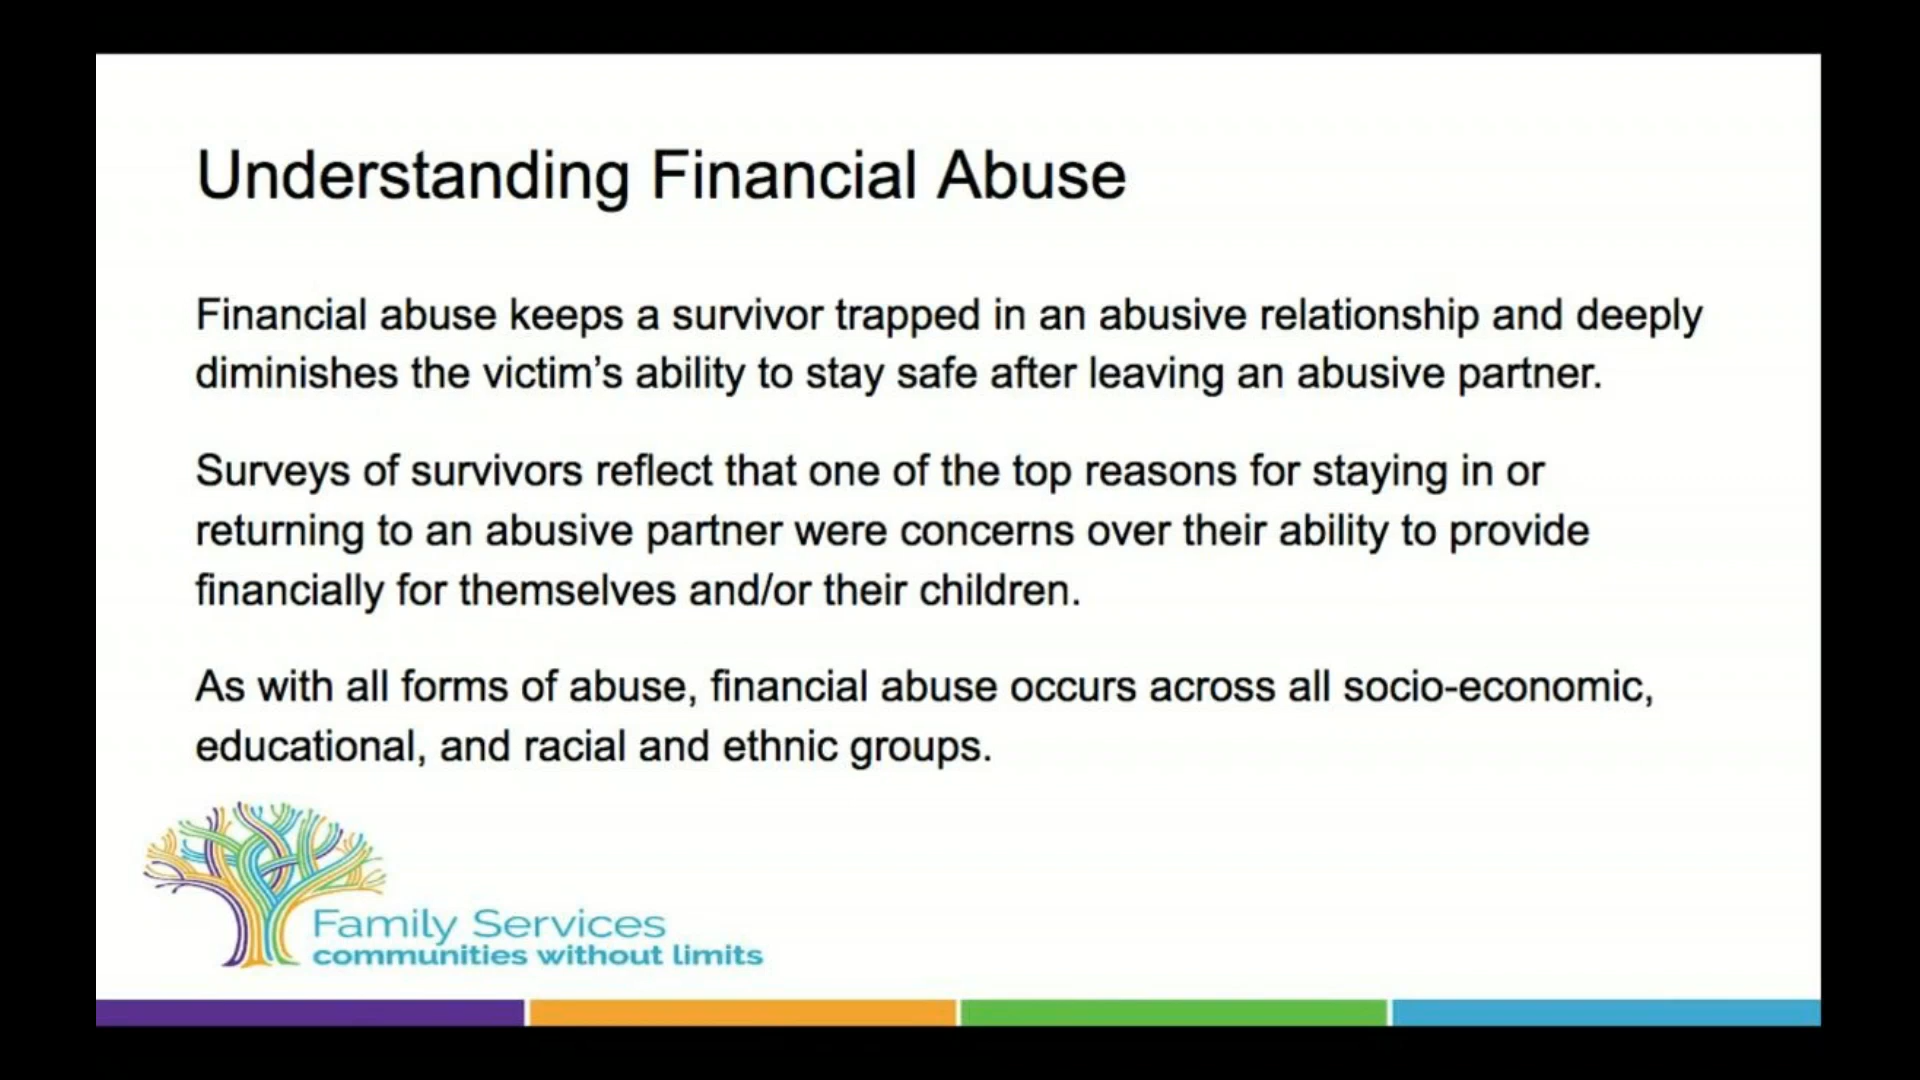 Understanding Financial Abuse
Financial abuse keeps a survivor trapped in an abusive relationship and deeply
diminishes the victim’s ability to stay safe after leaving an abusive partner.
Surveys of survivors reflect that one of the top reasons for staying in or
returning to an abusive partner were concerns over their ability to provide
financially for themselves and/or their children.
As with all forms of abuse, financial abuse occurs across all socio-economic,
educational, and racial and ethnic groups.
Family Services
communities without limits